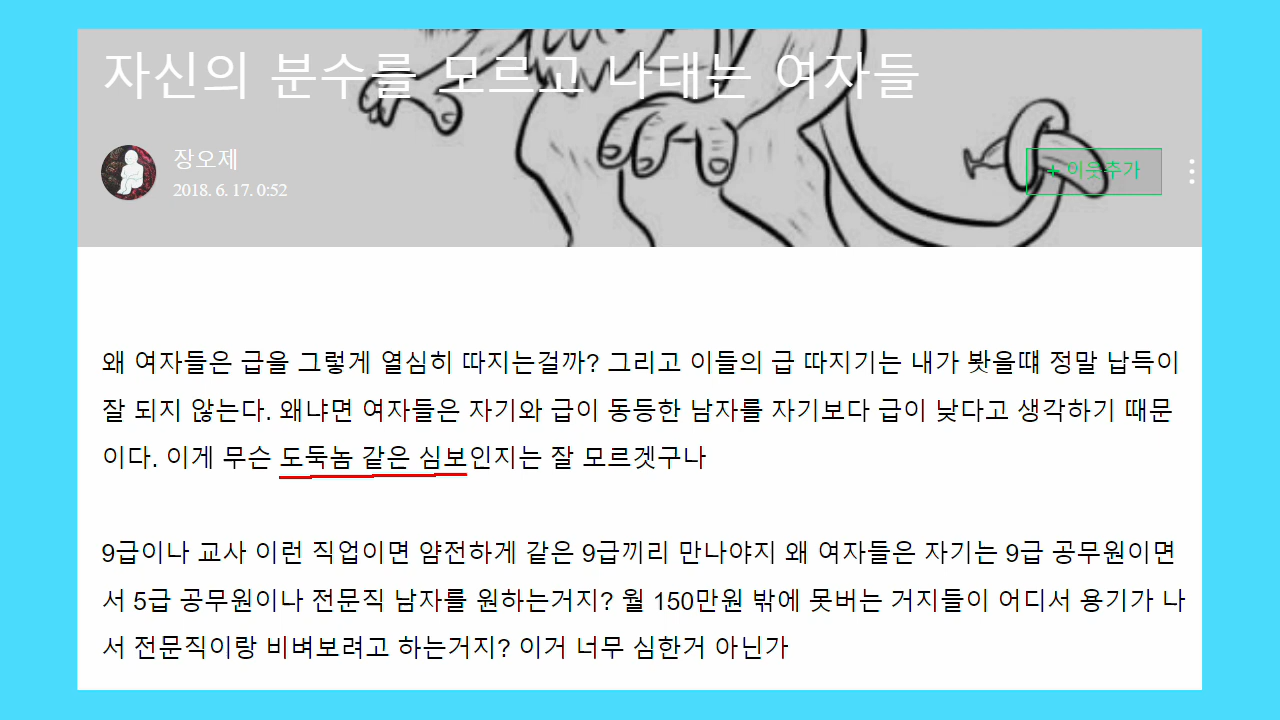 자신의 분수를 모르고 나대는 여자들
장오제
2018. 6. 17. 0:52
+ 이웃추가
왜 여자들은 급을 그렇게 열심히 따지는걸까? 그리고 이들의 급 따지기는 내가 봣을떄 정말 납득이
잘 되지 않는다. 왜냐면 여자들은 자기와 급이 동등한 남자를 자기보다 급이 낮다고 생각하기 때문
이다. 이게 무슨 도둑놈 같은 심보인지는 잘 모르겟구나
9급이나 교사 이런 직업이면 얌전하게 같은 9급끼리 만나야지 왜 여자들은 자기는 9급 공무원이면
서 5급 공무원이나 전문직 남자를 원하는거지? 월 150만원 밖에 못버는 거지들이 어디서 용기가 나
서 전문직이랑 비벼보려고 하는거지? 이거 너무 심한거 아닌가